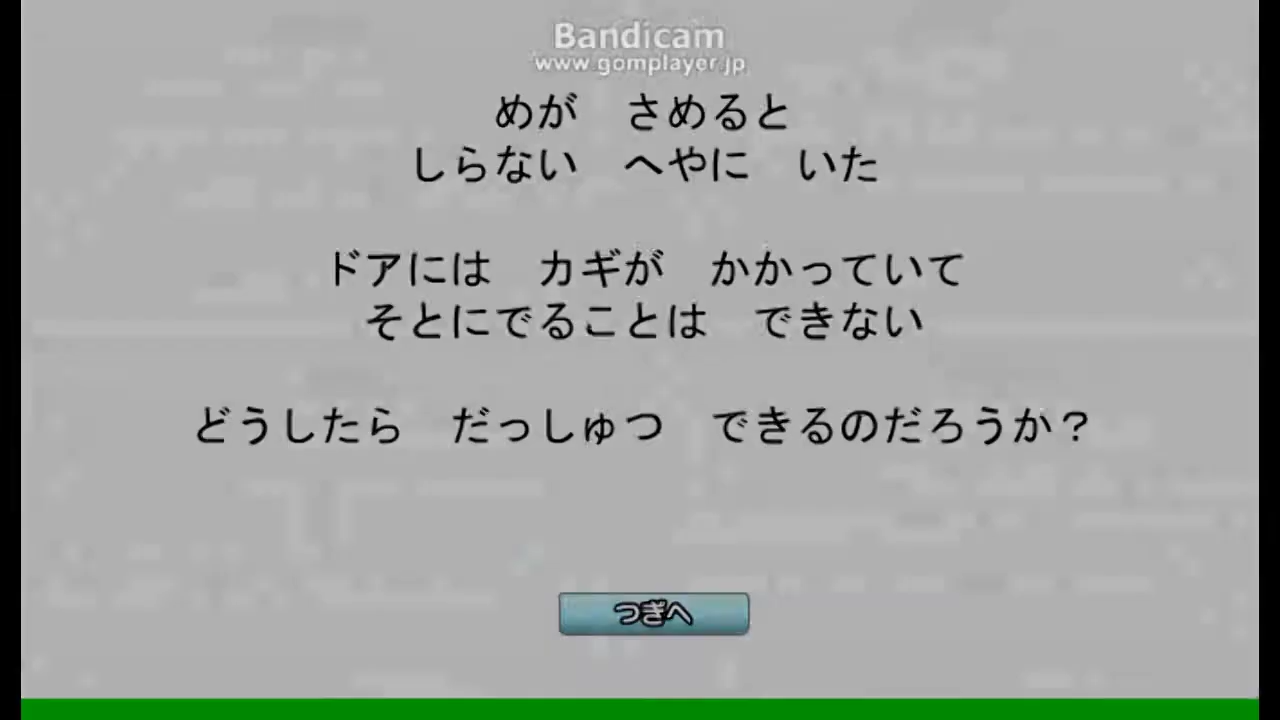 Bandicam
www.gomplayer.jp
めが　さめると
しらない　へやに　いた
ドアには　カギが　かかっていて
そとにでることは　できない
どうしたら　だっしゅつ　できるのだろうか？
つぎへ